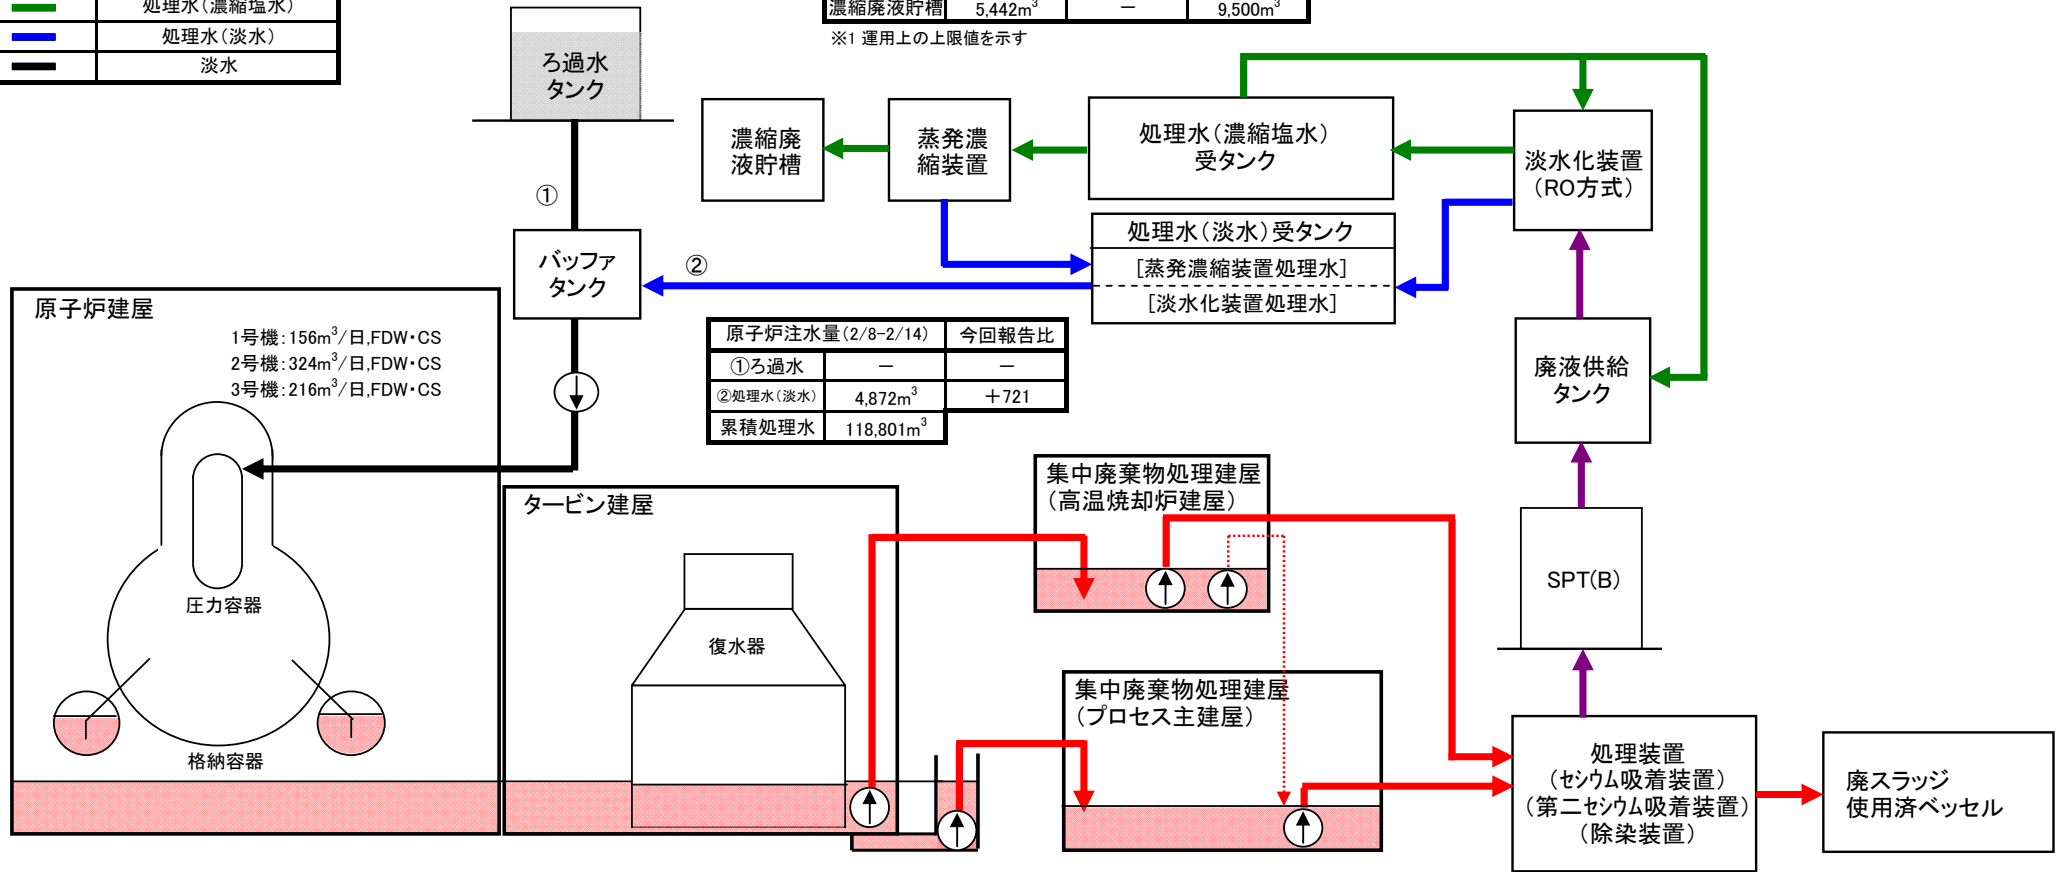 処理水(濃縮塩水)
処理水(淡水)
淡水
濃縮廃液貯槽 5,442m³ － 9,500m³
※1 運用上の上限値を示す
ろ過水
タンク
濃縮廃
液貯槽
蒸発濃
縮装置
処理水(濃縮塩水)
受タンク
淡水化装置
(RO方式)
①
処理水(淡水)受タンク
[蒸発濃縮装置処理水]
[淡水化装置処理水]
バッファ
タンク
②
原子炉建屋
1号機:156m³/日,FDW・CS
2号機:324m³/日,FDW・CS
3号機:216m³/日,FDW・CS
原子炉注水量(2/8-2/14) 今回報告比
①ろ過水 － －
②処理水(淡水) 4,872m³ ＋721
累積処理水 118,801m³
廃液供給
タンク
タービン建屋
集中廃棄物処理建屋
(高温焼却炉建屋)
SPT(B)
圧力容器
復水器
集中廃棄物処理建屋
(プロセス主建屋)
格納容器
処理装置
(セシウム吸着装置)
(第二セシウム吸着装置)
(除染装置)
廃スラッジ
使用済ベッセル